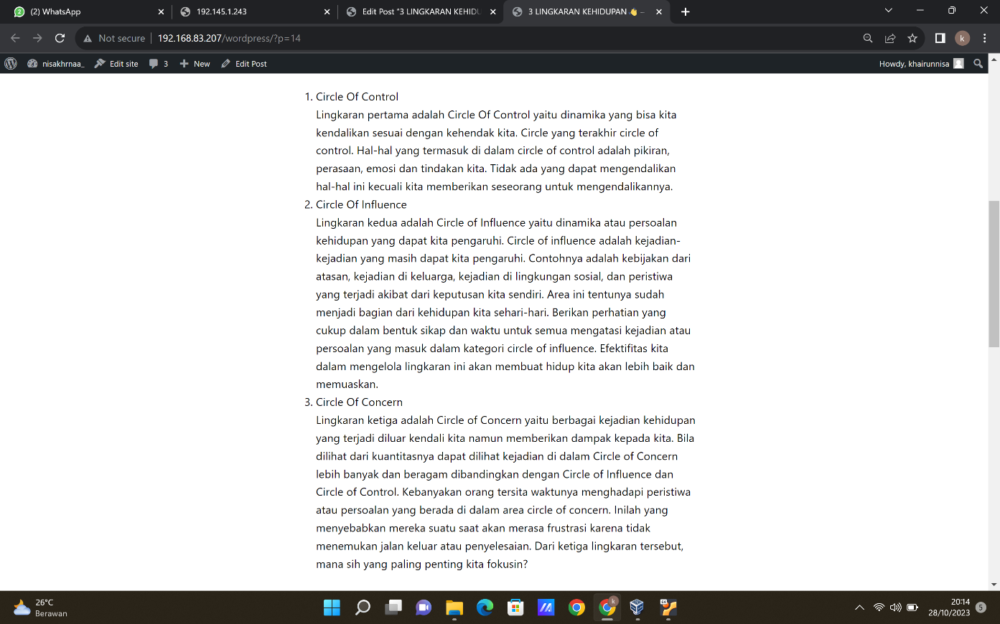 (2) WhatsApp
192.145.1.243
Edit Post "3 LINGKARAN KEHIDU
3 LINGKARAN KEHIDUPAN 👋 –
Not secure
192.168.83.207/wordpress/?p=14
k
nisakhrnaa_
Edit site
3
New
Edit Post
Howdy, khairunnisa
1. Circle Of Control
Lingkaran pertama adalah Circle Of Control yaitu dinamika yang bisa kita
kendalikan sesuai dengan kehendak kita. Circle yang terakhir circle of
control. Hal-hal yang termasuk di dalam circle of control adalah pikiran,
perasaan, emosi dan tindakan kita. Tidak ada yang dapat mengendalikan
hal-hal ini kecuali kita memberikan seseorang untuk mengendalikannya.
2. Circle Of Influence
Lingkaran kedua adalah Circle of Influence yaitu dinamika atau persoalan
kehidupan yang dapat kita pengaruhi. Circle of influence adalah kejadian-
kejadian yang masih dapat kita pengaruhi. Contohnya adalah kebijakan dari
atasan, kejadian di keluarga, kejadian di lingkungan sosial, dan peristiwa
yang terjadi akibat dari keputusan kita sendiri. Area ini tentunya sudah
menjadi bagian dari kehidupan kita sehari-hari. Berikan perhatian yang
cukup dalam bentuk sikap dan waktu untuk semua mengatasi kejadian atau
persoalan yang masuk dalam kategori circle of influence. Efektifitas kita
dalam mengelola lingkaran ini akan membuat hidup kita akan lebih baik dan
memuaskan.
3. Circle Of Concern
Lingkaran ketiga adalah Circle of Concern yaitu berbagai kejadian kehidupan
yang terjadi diluar kendali kita namun memberikan dampak kepada kita. Bila
dilihat dari kuantitasnya dapat dilihat kejadian di dalam Circle of Concern
lebih banyak dan beragam dibandingkan dengan Circle of Influence dan
Circle of Control. Kebanyakan orang tersita waktunya menghadapi peristiwa
atau persoalan yang berada di dalam area circle of concern. Inilah yang
menyebabkan mereka suatu saat akan merasa frustrasi karena tidak
menemukan jalan keluar atau penyelesaian. Dari ketiga lingkaran tersebut,
mana sih yang paling penting kita fokusin?
26°C
Berawan
20:14
28/10/2023
5